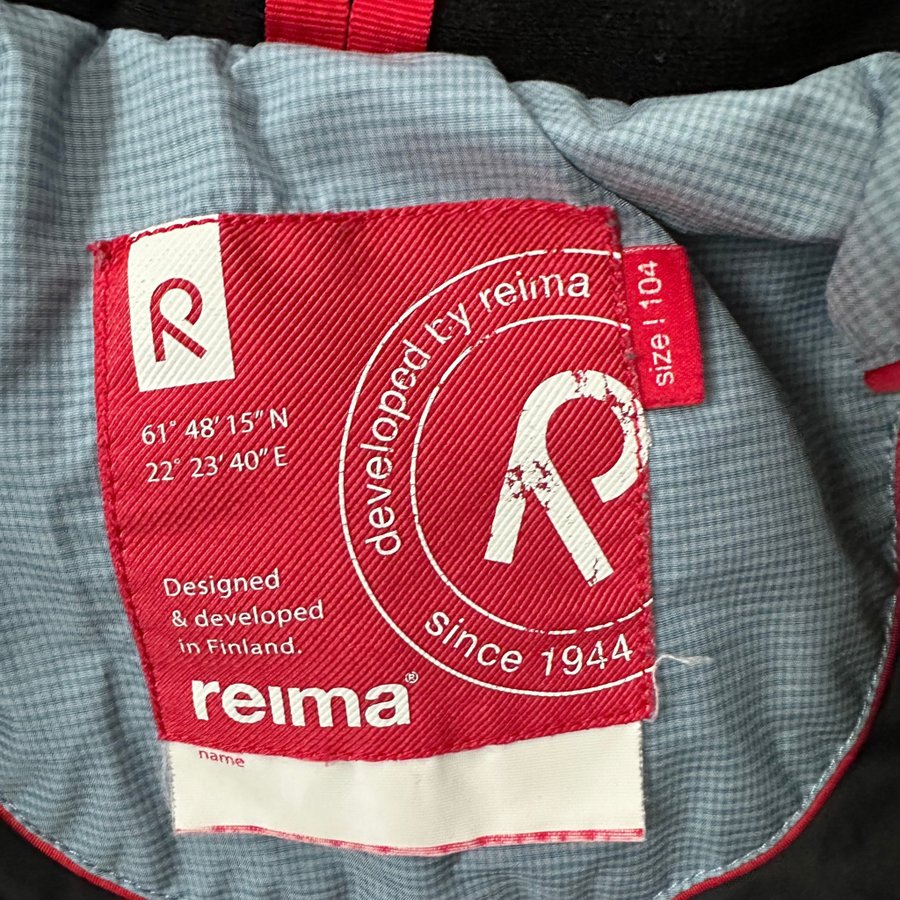 61° 48′ 15″ N
22° 23′ 40″ E
developed by reima
since 1944
size ! 104
Designed
& developed
in Finland.
reima®
name